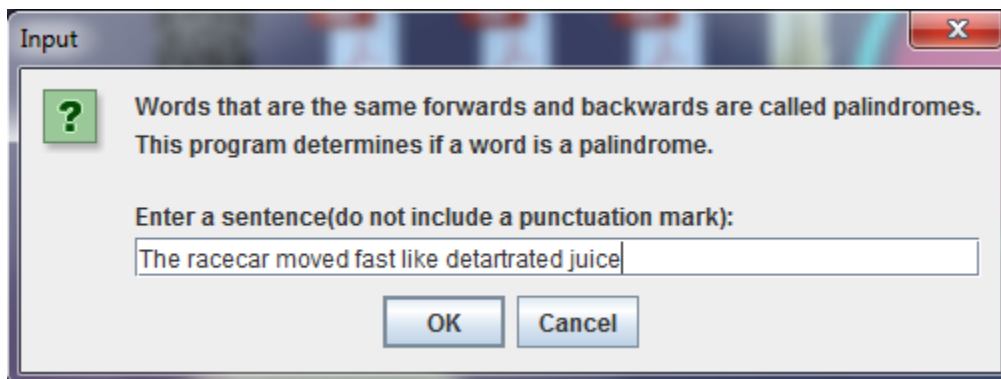 Input
Words that are the same forwards and backwards are called palindromes.
This program determines if a word is a palindrome.
Enter a sentence(do not include a punctuation mark):
The racecar moved fast like detartrated juice
OK Cancel